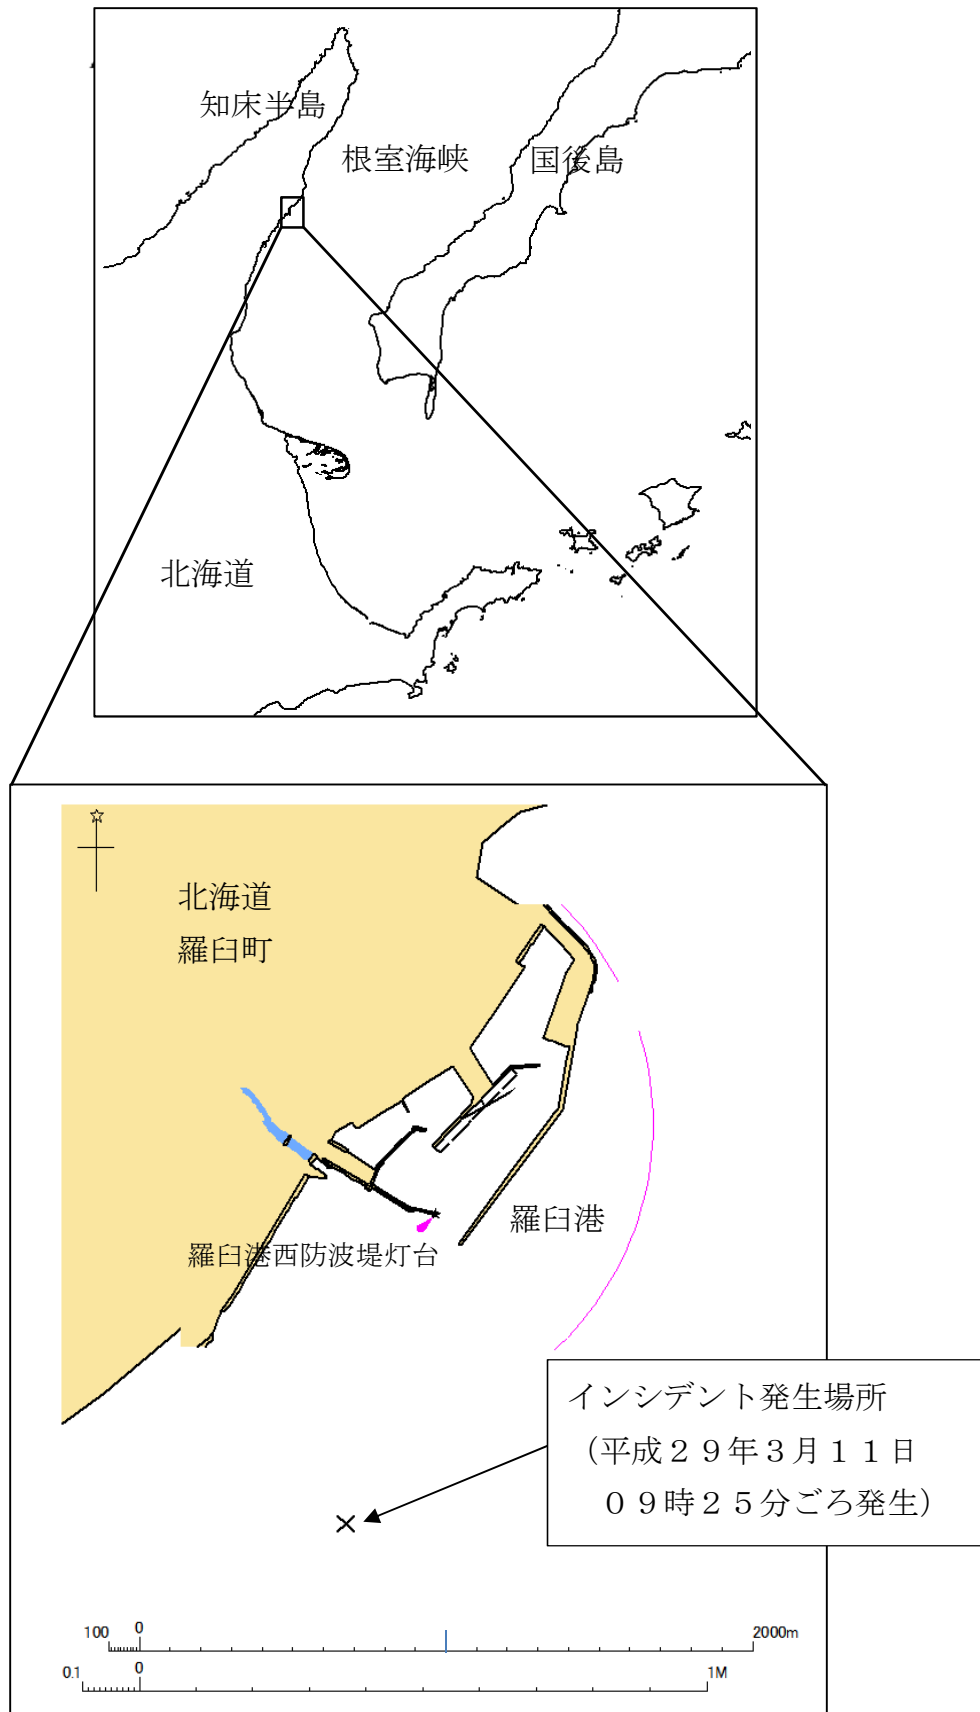 知床半島
根室海峡
国後島
北海道
北海道
羅臼町
羅臼港
羅臼港西防波堤灯台
インシデント発生場所
（平成２９年３月１１日
０９時２５分ごろ発生）
100 0 2000m
0.1 0 1M